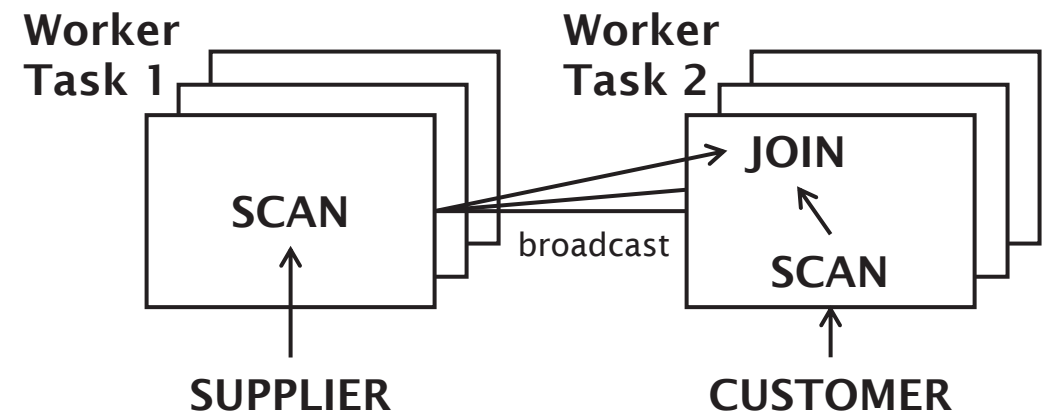 Worker
Task 1
Worker
Task 2
JOIN
SCAN
broadcast
SCAN
SUPPLIER
CUSTOMER